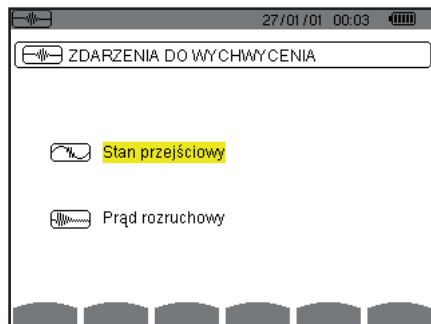 27/01/01 00:03
ZDARZENIA DO WYCHWYCENIA
Stan przejściowy
Prąd rozruchowy